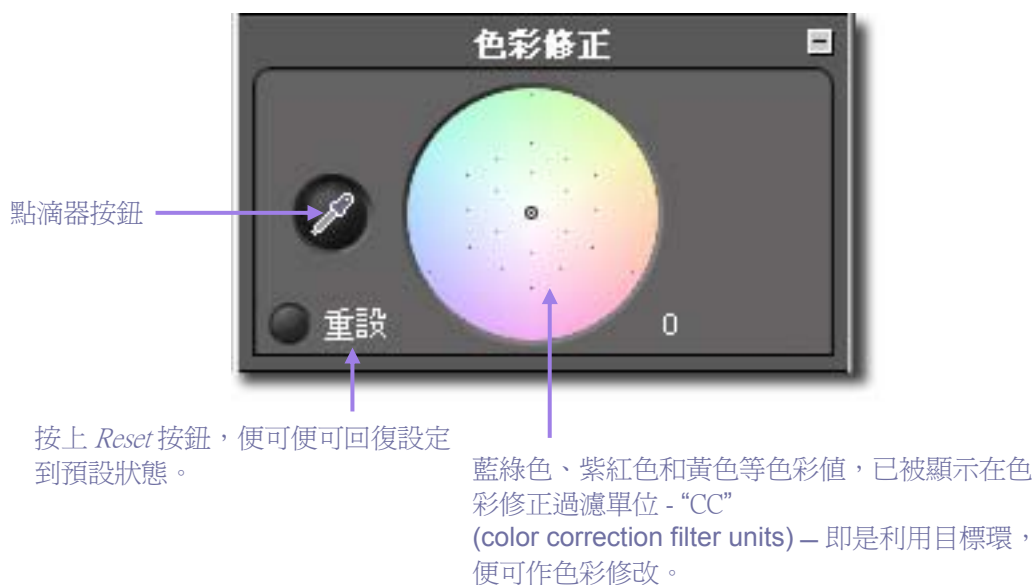 色彩修正
點滴器按鈕
重設
0
按上 Reset 按鈕，便可便可回復設定
到預設狀態。
藍綠色、紫紅色和黃色等色彩值，已被顯示在色
彩修正過濾單位 - “CC”
(color correction filter units) – 即是利用目標環，
便可作色彩修改。